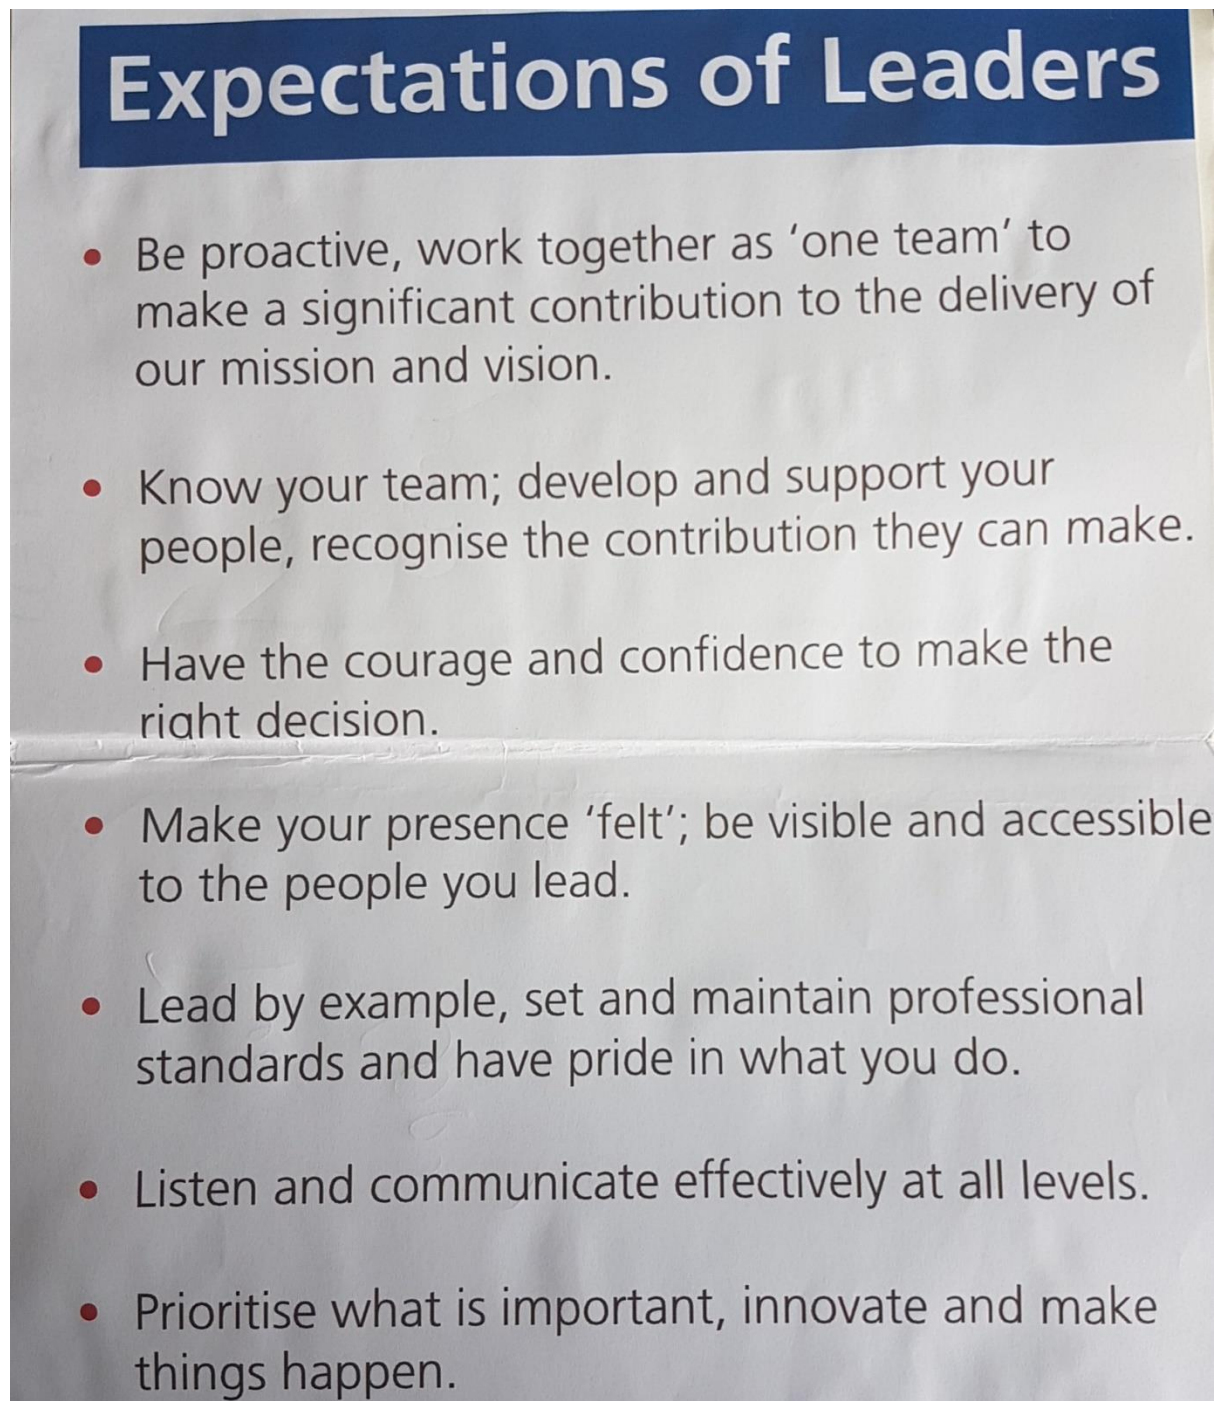 Expectations of Leaders
• Be proactive, work together as ‘one team’ to
make a significant contribution to the delivery of
our mission and vision.
• Know your team; develop and support your
people, recognise the contribution they can make.
• Have the courage and confidence to make the
right decision.
• Make your presence ‘felt’; be visible and accessible
to the people you lead.
• Lead by example, set and maintain professional
standards and have pride in what you do.
• Listen and communicate effectively at all levels.
• Prioritise what is important, innovate and make
things happen.